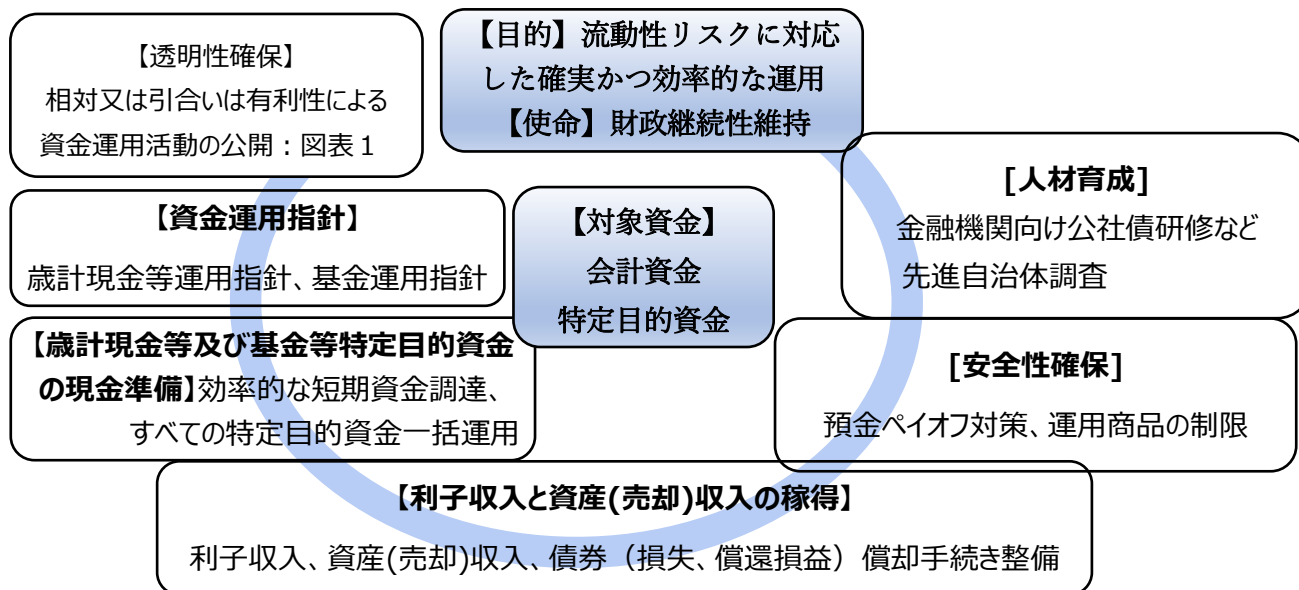 【透明性確保】
相対又は引合いは有利性による
資金運用活動の公開：図表１
【目的】流動性リスクに対応
した確実かつ効率的な運用
【使命】財政継続性維持
[人材育成]
金融機関向け公社債研修など
先進自治体調査
【資金運用指針】
歳計現金等運用指針、基金運用指針
【対象資金】
会計資金
特定目的資金
【歳計現金等及び基金等特定目的資金
の現金準備】効率的な短期資金調達、
すべての特定目的資金一括運用
[安全性確保]
預金ペイオフ対策、運用商品の制限
【利子収入と資産(売却)収入の稼得】
利子収入、資産(売却)収入、債券（損失、償還損益）償却手続き整備